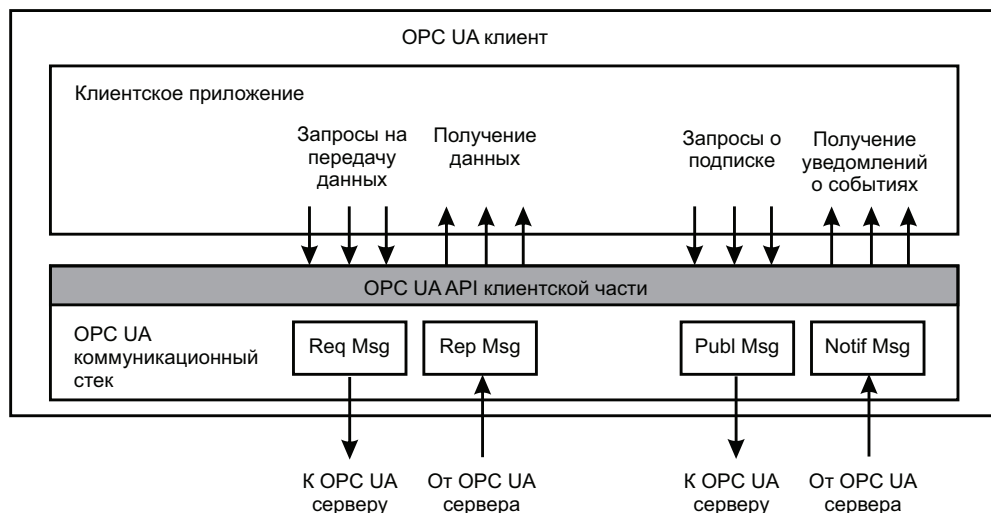 OPC UA клиент
Клиентское приложение
Запросы на
передачу
данных
Получение
данных
Запросы о
подписке
Получение
уведомлений
о событиях
OPC UA API клиентской части
OPC UA
коммуникационный
стек
Req Msg
Rep Msg
Publ Msg
Notif Msg
К OPC UA
серверу
От OPC UA
сервера
К OPC UA
серверу
От OPC UA
сервера